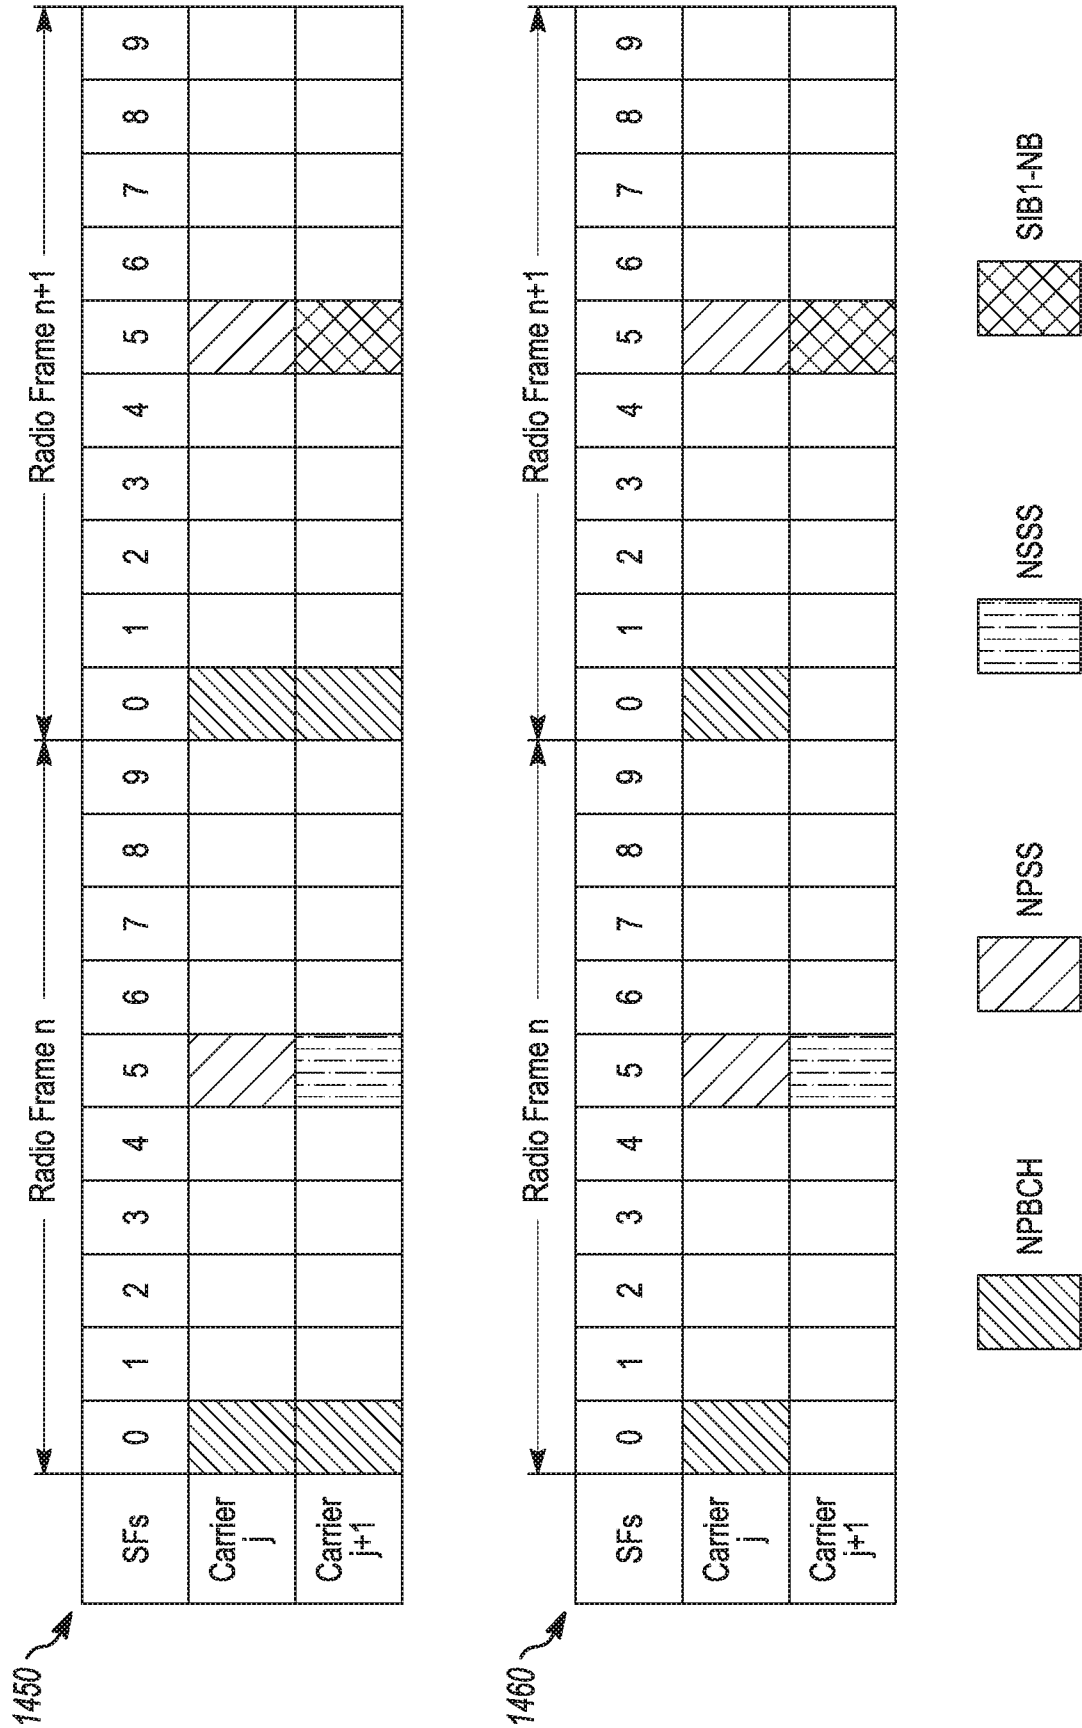 1450
Radio Frame n
Radio Frame n+1
SFs 0 1 2 3 4 5 6 7 8 9 0 1 2 3 4 5 6 7 8 9
Carrier
j
Carrier
j+1
1460
Radio Frame n
Radio Frame n+1
SFs 0 1 2 3 4 5 6 7 8 9 0 1 2 3 4 5 6 7 8 9
Carrier
j
Carrier
j+1
NPBCH
NPSS
NSSS
SIB1-NB